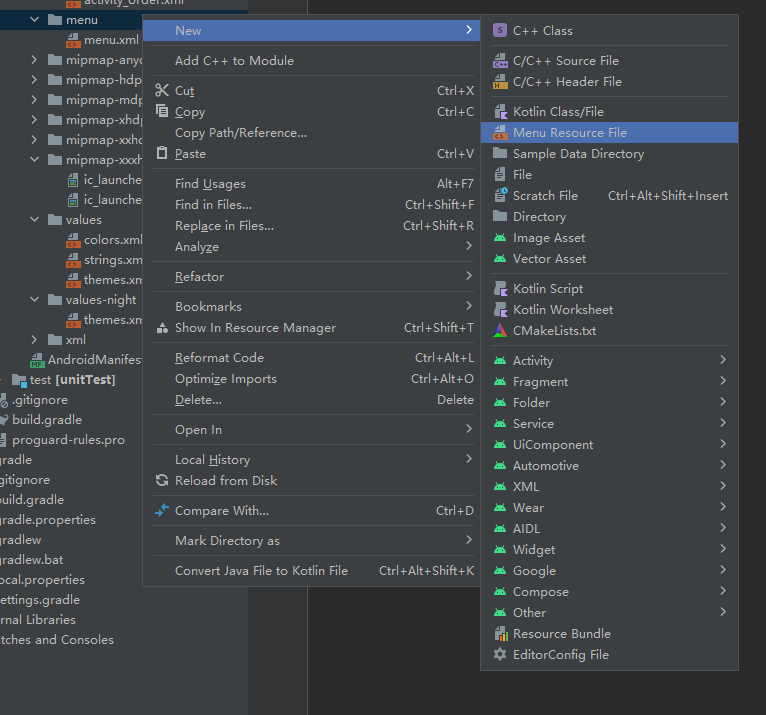 activity_order.xml
menu
menu.xml
mipmap-anyd
mipmap-hdp
mipmap-mdp
mipmap-xhdp
mipmap-xxhd
mipmap-xxxh
ic_launche
ic_launche
values
colors.xml
strings.xm
themes.xm
values-night
themes.xm
xml
AndroidManifest
test [unitTest]
.gitignore
build.gradle
proguard-rules.pro
gradle
gitignore
build.gradle
gradle.properties
gradlew
gradlew.bat
ocal.properties
ettings.gradle
rnal Libraries
tches and Consoles
New
Add C++ to Module
Cut Ctrl+X
Copy Ctrl+C
Copy Path/Reference...
Paste Ctrl+V
Find Usages Alt+F7
Find in Files... Ctrl+Shift+F
Replace in Files... Ctrl+Shift+R
Analyze
Refactor
Bookmarks
Show In Resource Manager Ctrl+Shift+T
Reformat Code Ctrl+Alt+L
Optimize Imports Ctrl+Alt+O
Delete... Delete
Open In
Local History
Reload from Disk
Compare With... Ctrl+D
Mark Directory as
Convert Java File to Kotlin File Ctrl+Alt+Shift+K
C++ Class
C/C++ Source File
C/C++ Header File
Kotlin Class/File
Menu Resource File
Sample Data Directory
File
Scratch File Ctrl+Alt+Shift+Insert
Directory
Image Asset
Vector Asset
Kotlin Script
Kotlin Worksheet
CMakeLists.txt
Activity
Fragment
Folder
Service
UiComponent
Automotive
XML
Wear
AIDL
Widget
Google
Compose
Other
Resource Bundle
EditorConfig File